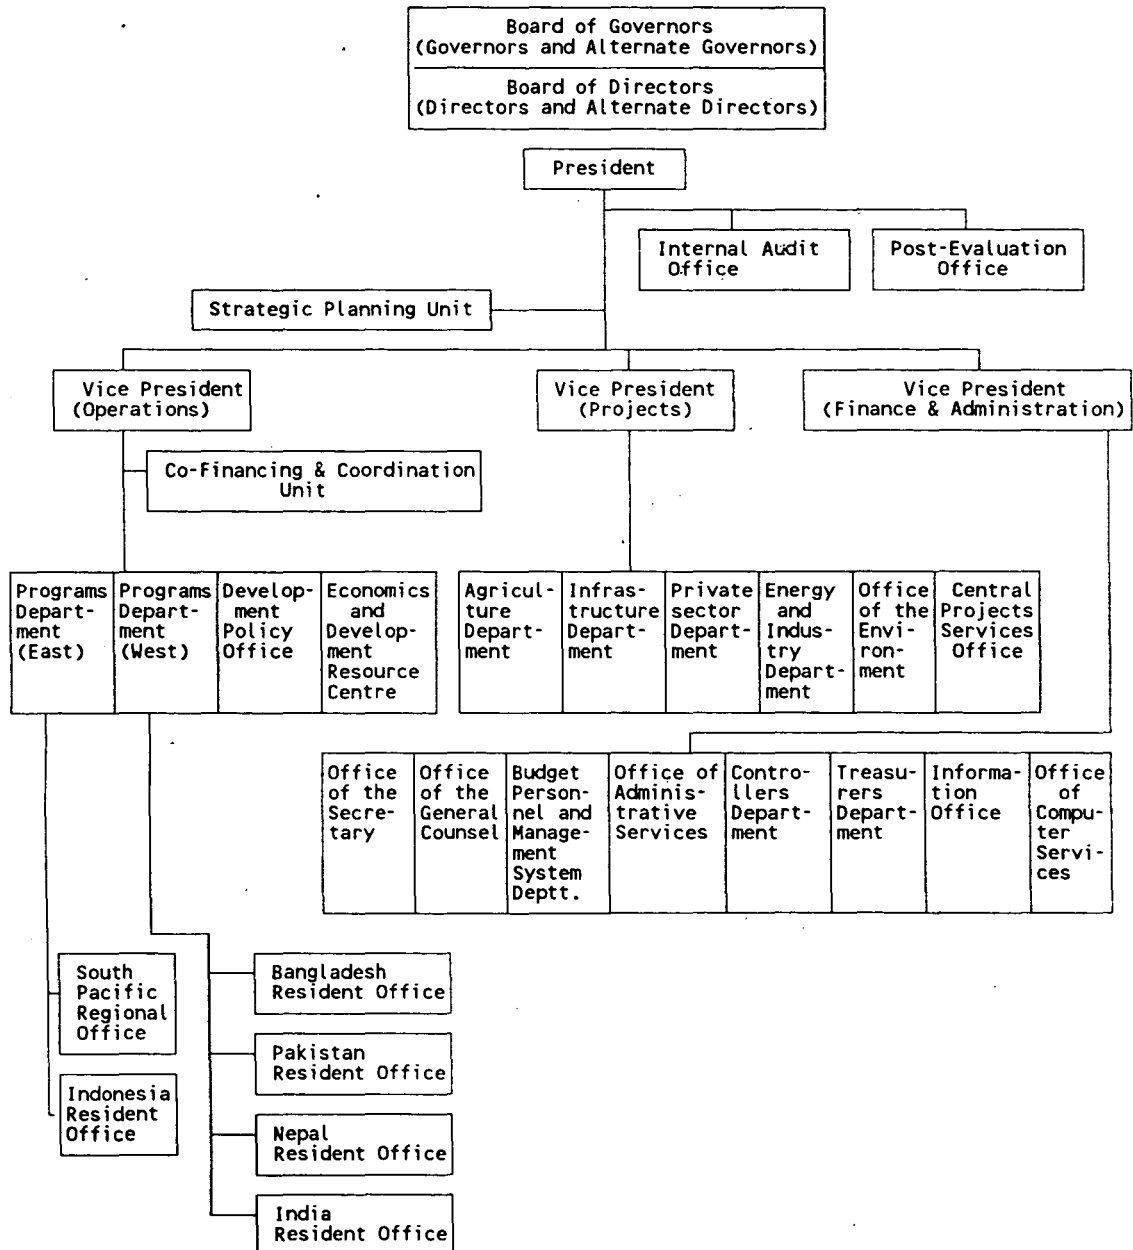 Board of Governors
(Governors and Alternate Governors)
Board of Directors
(Directors and Alternate Directors)
President
Internal Audit
Office
Post-Evaluation
Office
Strategic Planning Unit
Vice President
(Operations)
Vice President
(Projects)
Vice President
(Finance & Administration)
Co-Financing & Coordination
Unit
Programs
Depart-
ment
(East)
Programs
Depart-
ment
(West)
Develop-
ment
Policy
Office
Economics
and
Develop-
ment
Resource
Centre
Agricul-
ture
Depart-
ment
Infras-
tructure
Depart-
ment
Private
sector
Depart-
ment
Energy
and
Indus-
try
Depart-
ment
Office
of the
Envi-
ron-
ment
Central
Projects
Services
Office
Office
of the
Secre-
tary
Office
of the
General
Counsel
Budget
Person-
nel and
Manage-
ment
System
Deptt.
Office of
Adminis-
trative
Services
Contro-
llers
Depart-
ment
Treasu-
rers
Depart-
ment
Informa-
tion
Office
Office
of
Compu-
ter
Servi-
ces
South
Pacific
Regional
Office
Indonesia
Resident
Office
Bangladesh
Resident Office
Pakistan
Resident Office
Nepal
Resident Office
India
Resident Office